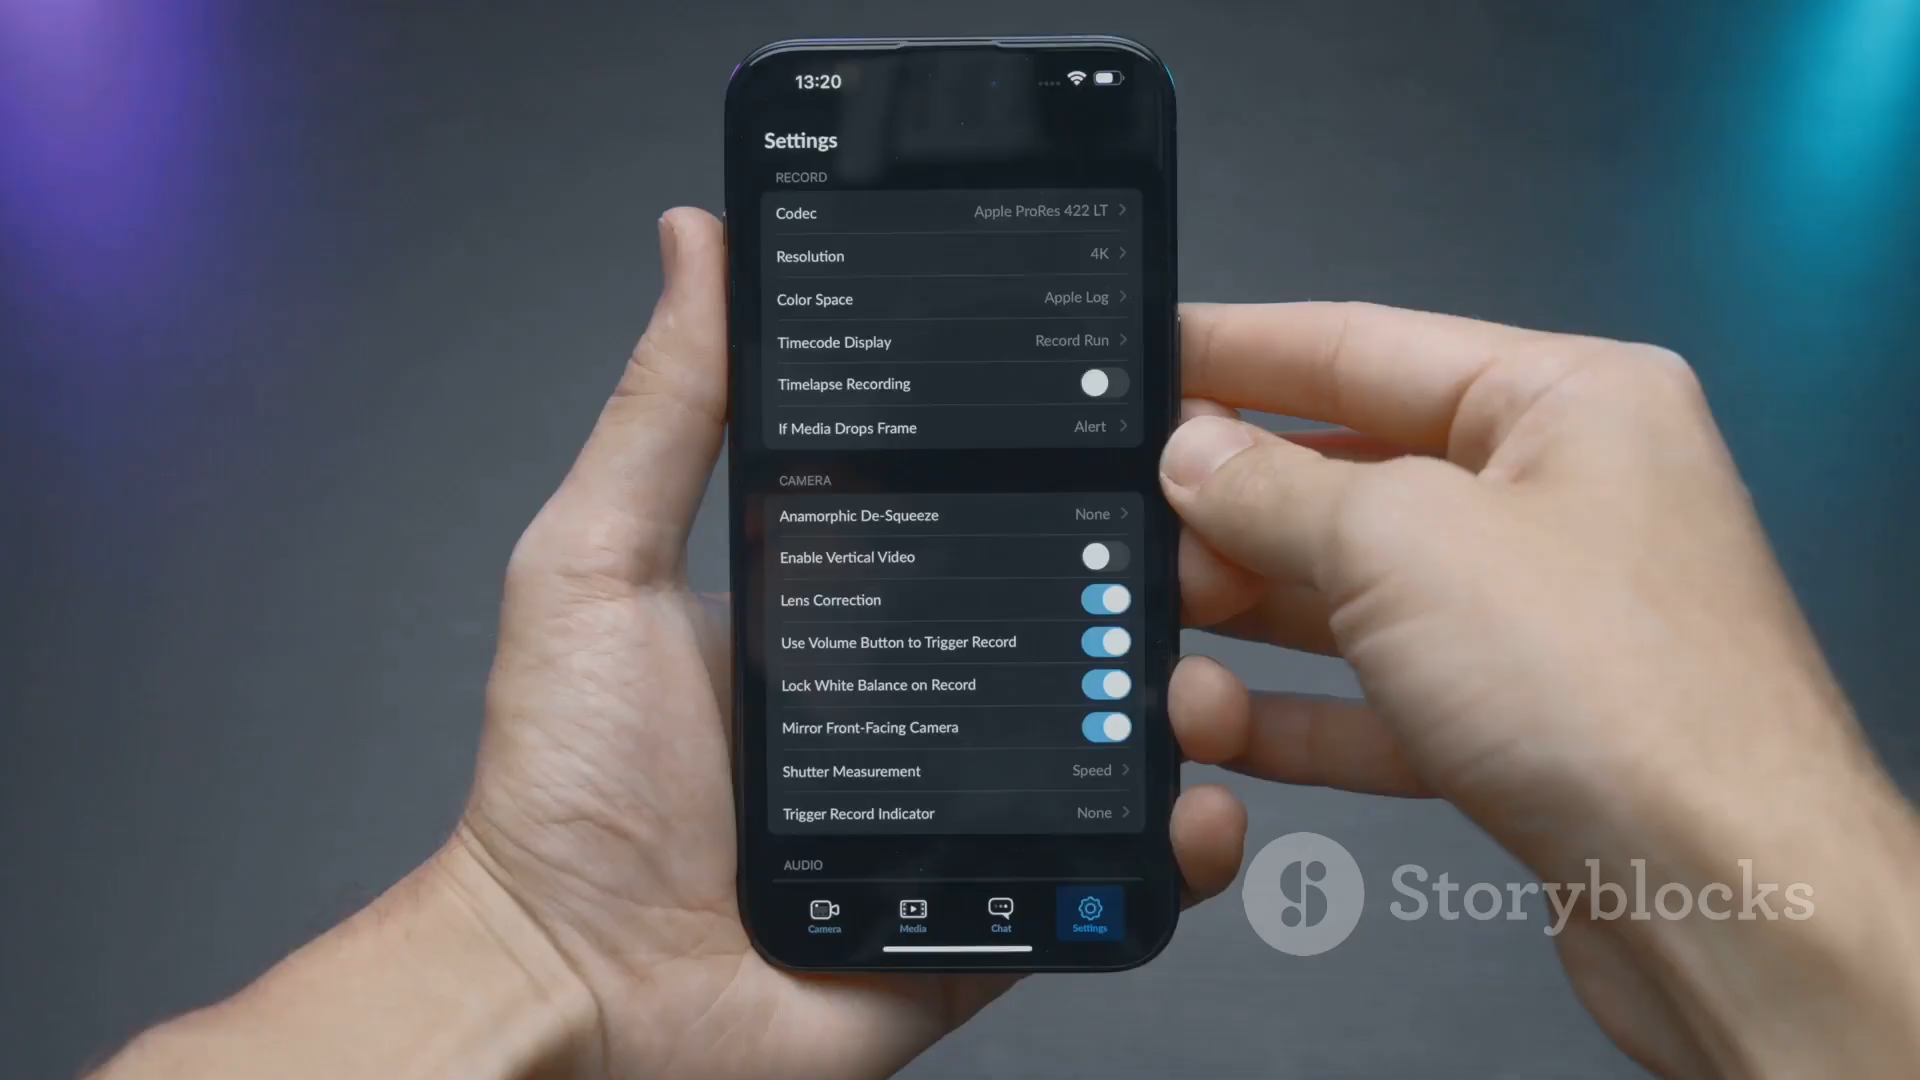 13:20
Settings
RECORD
Codec Apple ProRes 422 LT
Resolution 4K
Color Space Apple Log
Timecode Display Record Run
Timelapse Recording
If Media Drops Frame Alert
CAMERA
Anamorphic De-Squeeze None
Enable Vertical Video
Lens Correction
Use Volume Button to Trigger Record
Lock White Balance on Record
Mirror Front-Facing Camera
Shutter Measurement Speed
Trigger Record Indicator None
AUDIO
Camera Media Chat Settings
Storyblocks